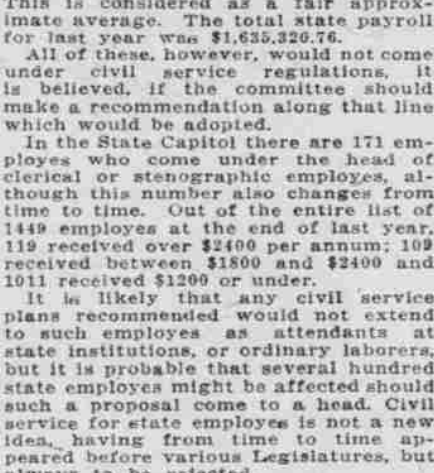 This is considered as a fair approx-
imate average. The total state payroll
for last year was $1,635,320.76.
All of these, however, would not come
under civil service regulations, it
is believed, if the committee should
make a recommendation along that line
which would be adopted.
In the State Capitol there are 171 em-
ployes who come under the head of
clerical or stenographic employes, al-
though this number also changes from
time to time. Out of the entire list of
1449 employes at the end of last year,
119 received over $2400 per annum; 109
received between $1800 and $2400 and
1011 received $1200 or under.
It is likely that any civil service
plans recommended would not extend
to such employes as attendants at
state institutions, or ordinary laborers,
but it is probable that several hundred
state employes might be affected should
such a proposal come to a head. Civil
service for state employes is not a new
idea, having from time to time ap-
peared before various Legislatures, but
always to be rejected.